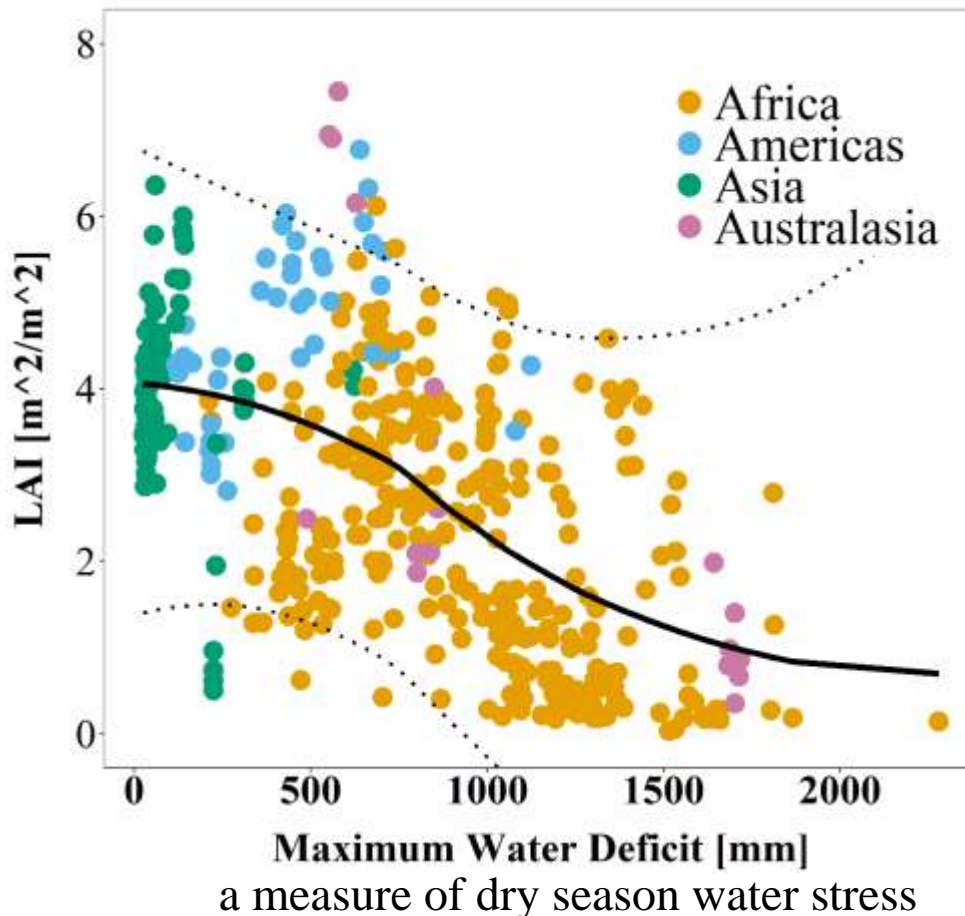 8
Africa
Americas
Asia
Australasia
6
4
2
0
LAI [m^2/m^2]
0 500 1000 1500 2000
Maximum Water Deficit [mm]
a measure of dry season water stress